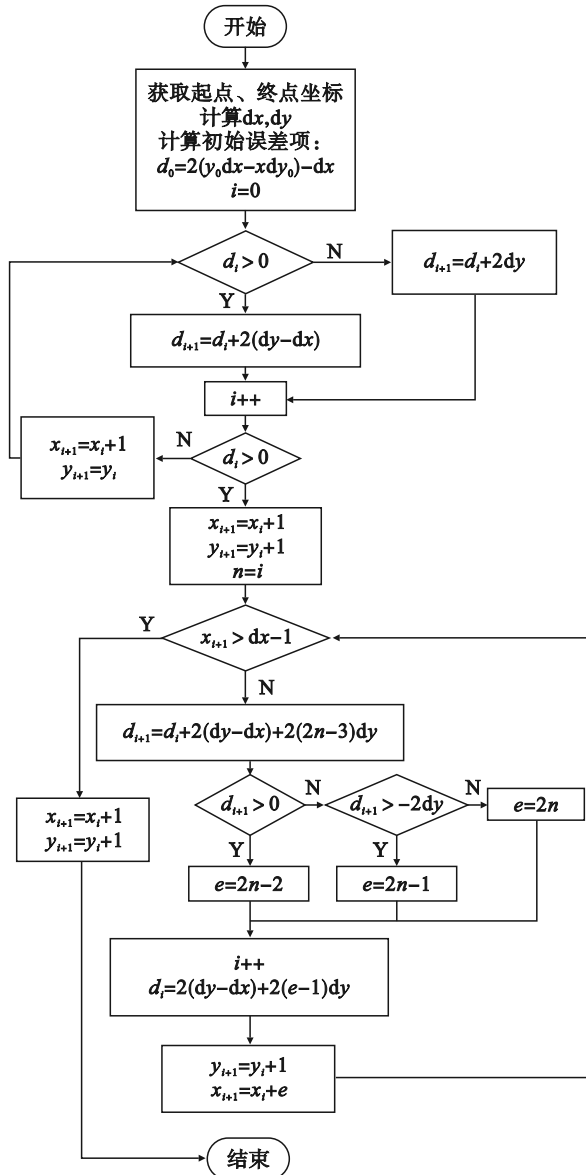 开始
获取起点、终点坐标
计算dx,dy
计算初始误差项：
d₀=2(y₀dx−xdy₀)−dx
i=0
dᵢ>0
N
dᵢ₊₁=dᵢ+2dy
Y
dᵢ₊₁=dᵢ+2(dy−dx)
i++
N
dᵢ>0
xᵢ₊₁=xᵢ+1
yᵢ₊₁=yᵢ
Y
xᵢ₊₁=xᵢ+1
yᵢ₊₁=yᵢ+1
n=i
Y
xᵢ₊₁>dx−1
N
dᵢ₊₁=dᵢ+2(dy−dx)+2(2n−3)dy
dᵢ₊₁>0
N
dᵢ₊₁>−2dy
N
e=2n
xᵢ₊₁=xᵢ+1
yᵢ₊₁=yᵢ+1
Y
Y
e=2n−2
e=2n−1
i++
dᵢ=2(dy−dx)+2(e−1)dy
yᵢ₊₁=yᵢ+1
xᵢ₊₁=xᵢ+e
结束